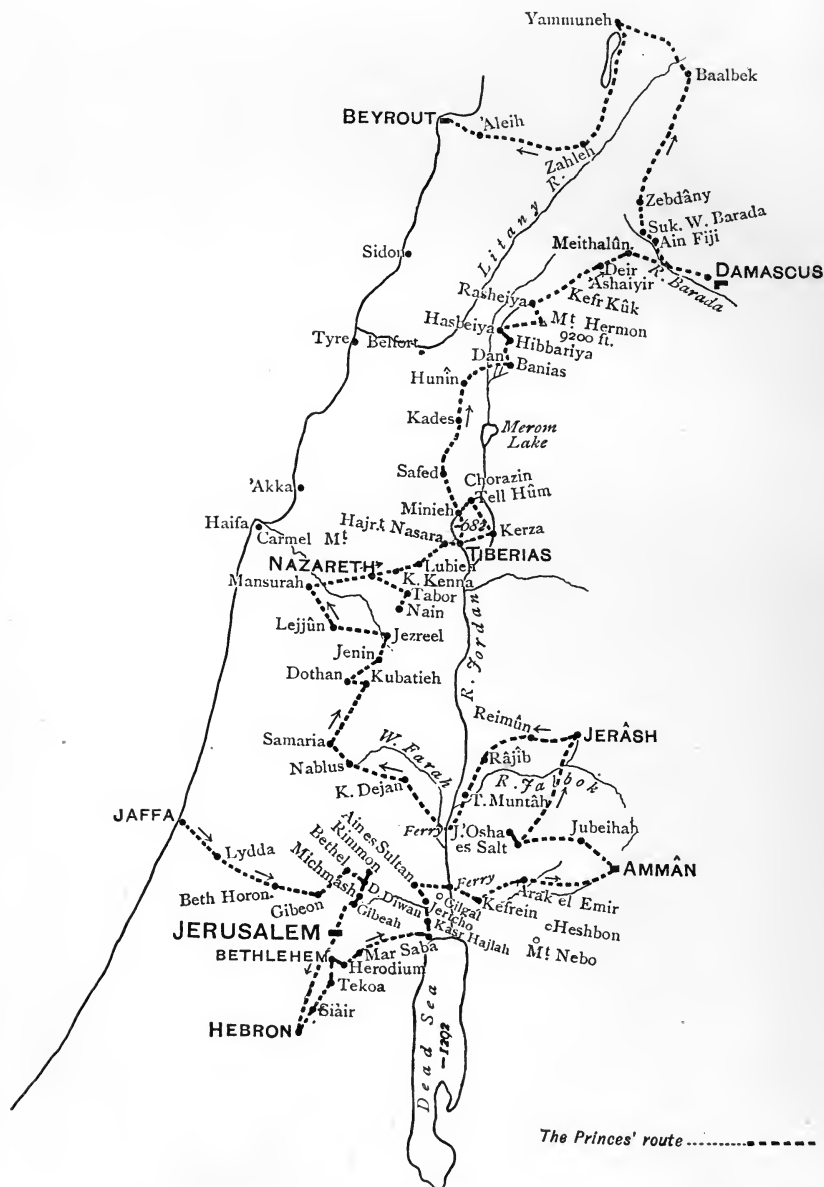 Yammuneh
Baalbek
BEYROUT
'Aleih
Zahleh
Litany R.
Zebdâny
Suk. W. Barada
Ain Fiji
Sidon
Meithalûn
DAMASCUS
R. Barada
Deir
'Ashaiyir
Kefr Kûk
Rasheiya
Hasbeiya
Mt. Hermon
9200 ft.
Tyre
Belfort
Hibbariya
Dan
Banias
Hunîn
Kades
Merom
Lake
Safed
Chorazin
Tell Hûm
'Akka
Minieh
-682
Haifa
Carmel Mt.
Hajr.t Nasara
Kerza
TIBERIAS
NAZARETH
Lubieh
K. Kenna
Mansurah
Tabor
Nain
Lejjûn
Jezreel
Jenin
Dothan
Kubatieh
R. Jordan
Reimûn
JERÂSH
Samaria
W. Farah
Râjib
R. Jabbok
Nablus
K. Dejan
T. Muntâh
JAFFA
Ferry
J.'Osha
es Salt
Jubeihah
Lydda
Ain es Sultan
Rimmon
Bethel
Michmash
AMMÂN
Beth Horon
Gibeon
D. Diwan
Gibeah
Ferry
Gilgal
Jericho
Kasr Hajlah
Kefrein
Arak el Emir
Heshbon
Mt. Nebo
JERUSALEM
BETHLEHEM
Mar Saba
Herodium
Tekoa
Siàir
HEBRON
Dead Sea
-1292
The Princes' route